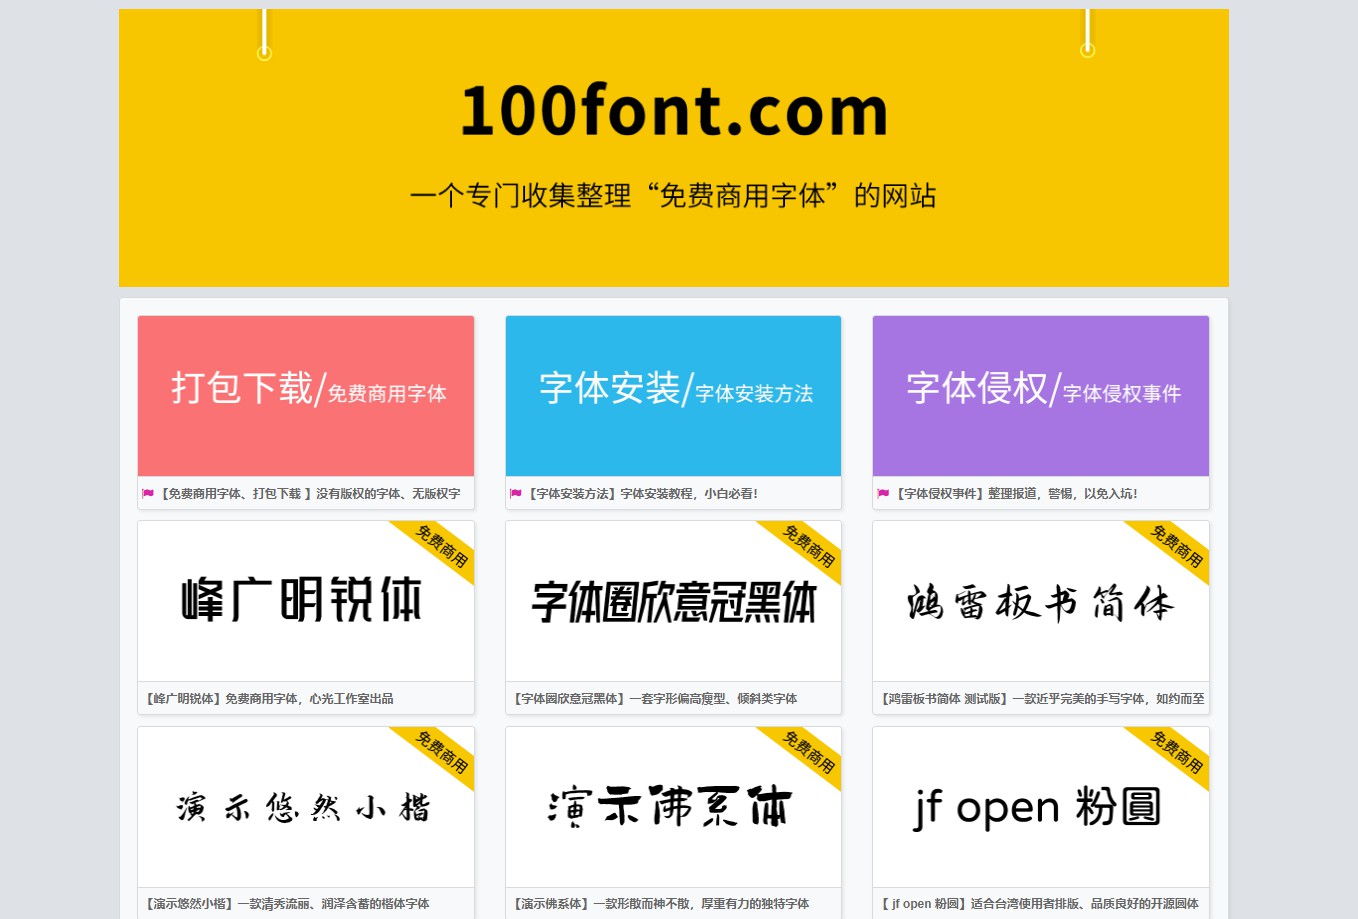 100font.com
一个专门收集整理“免费商用字体”的网站
打包下载/免费商用字体
字体安装/字体安装方法
字体侵权/字体侵权事件
【免费商用字体、打包下载 】没有版权的字体、无版权字
【字体安装方法】字体安装教程，小白必看！
【字体侵权事件】整理报道，警惕，以免入坑！
免费商用
峰广明锐体
免费商用
字体圈欣意冠黑体
免费商用
鸿雷板书简体
【峰广明锐体】免费商用字体，心光工作室出品
【字体圈欣意冠黑体】一套字形偏高瘦型、倾斜类字体
【鸿雷板书简体 测试版】一款近乎完美的手写字体，如约而至
免费商用
演示悠然小楷
免费商用
演示佛系体
免费商用
jf open 粉圓
【演示悠然小楷】一款清秀流丽、润泽含蓄的楷体字体
【演示佛系体】一款形散而神不散，厚重有力的独特字体
【 jf open 粉圆】适合台湾使用者排版、品质良好的开源圆体